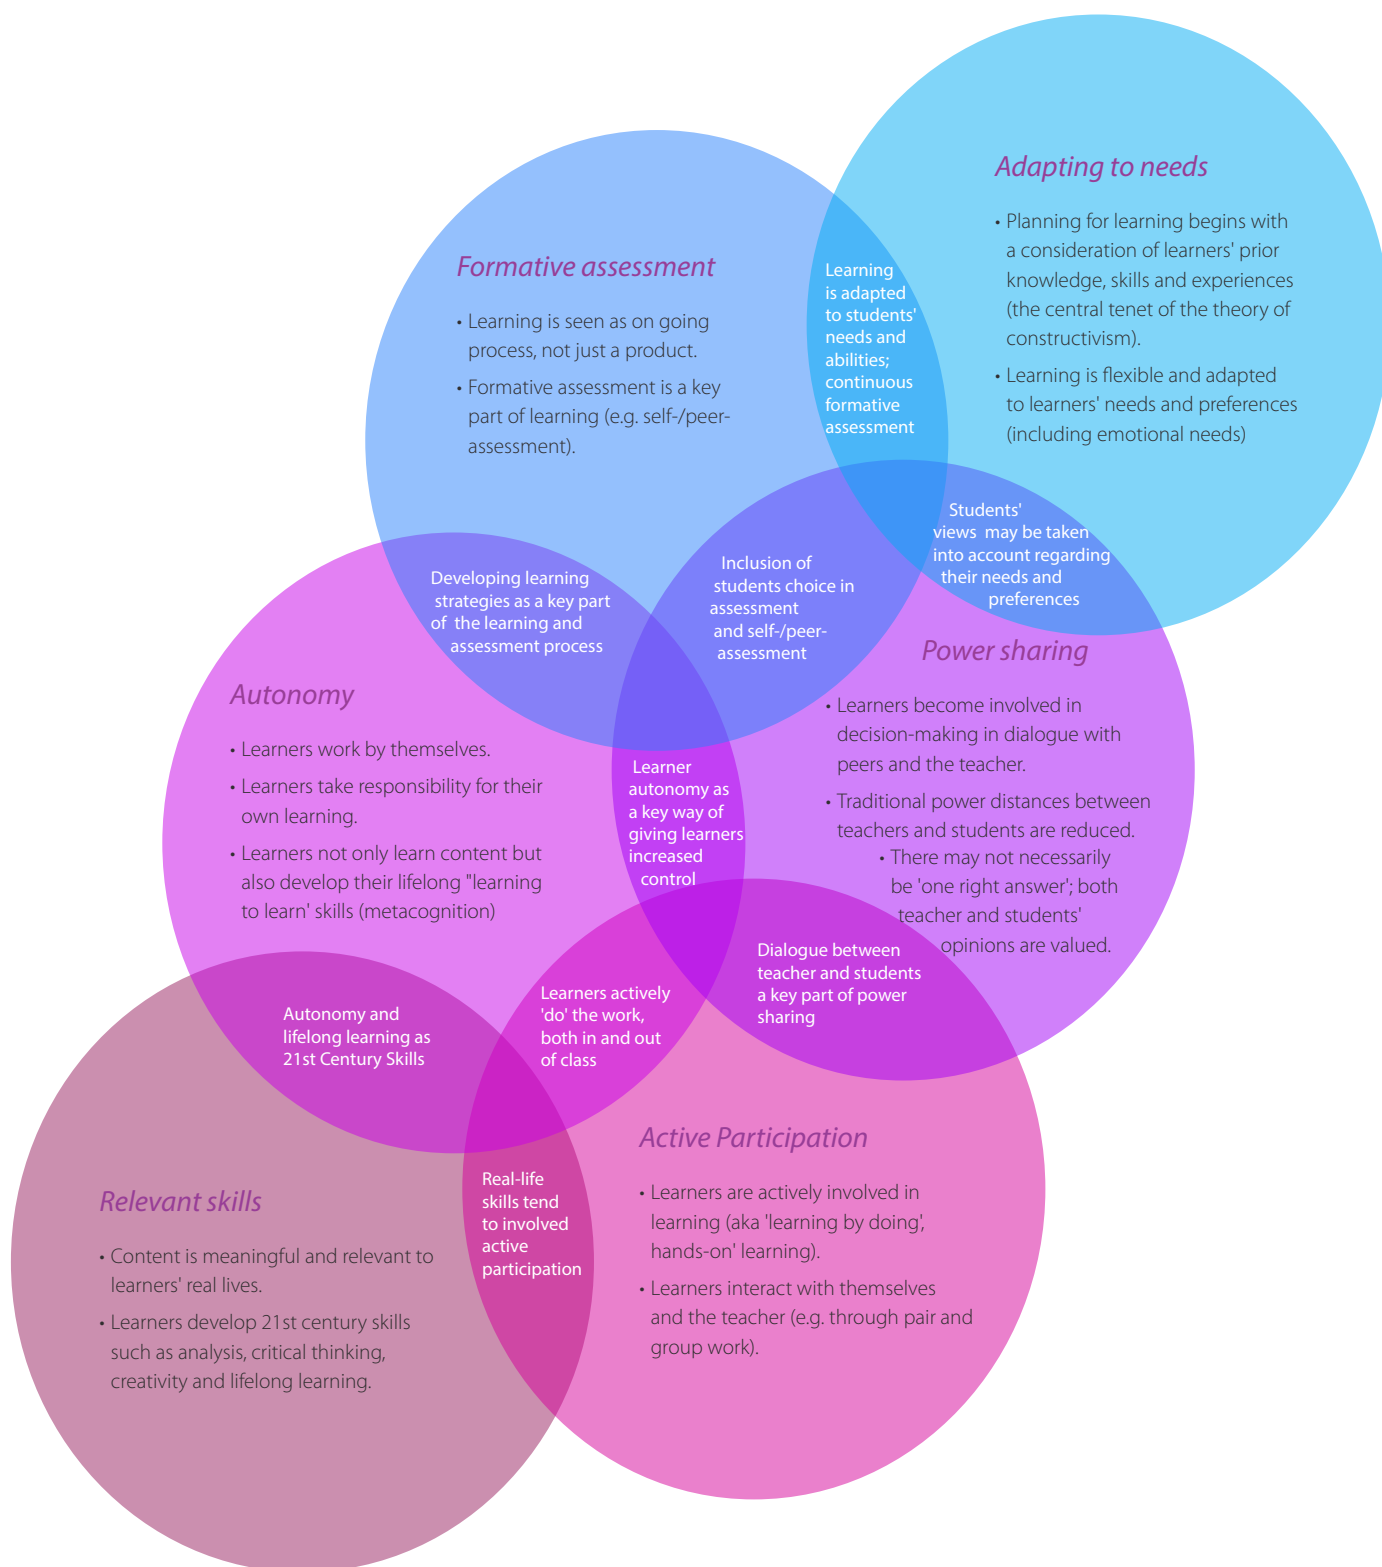 Adapting to needs
• Planning for learning begins with
a consideration of learners' prior
knowledge, skills and experiences
(the central tenet of the theory of
constructivism).
• Learning is flexible and adapted
to learners' needs and preferences
(including emotional needs)
Formative assessment
• Learning is seen as on going
process, not just a product.
• Formative assessment is a key
part of learning (e.g. self-/peer-
assessment).
Learning
is adapted
to students'
needs and
abilities;
continuous
formative
assessment
Students'
views may be taken
into account regarding
their needs and
preferences
Inclusion of
students choice in
assessment
and self-/peer-
assessment
Developing learning
strategies as a key part
of the learning and
assessment process
Power sharing
• Learners become involved in
decision-making in dialogue with
peers and the teacher.
• Traditional power distances between
teachers and students are reduced.
• There may not necessarily
be 'one right answer'; both
teacher and students'
opinions are valued.
Autonomy
• Learners work by themselves.
• Learners take responsibility for their
own learning.
• Learners not only learn content but
also develop their lifelong "learning
to learn' skills (metacognition)
Learner
autonomy as
a key way of
giving learners
increased
control
Dialogue between
teacher and students
a key part of power
sharing
Learners actively
'do' the work,
both in and out
of class
Autonomy and
lifelong learning as
21st Century Skills
Active Participation
• Learners are actively involved in
learning (aka 'learning by doing',
hands-on' learning).
• Learners interact with themselves
and the teacher (e.g. through pair and
group work).
Real-life
skills tend
to involved
active
participation
Relevant skills
• Content is meaningful and relevant to
learners' real lives.
• Learners develop 21st century skills
such as analysis, critical thinking,
creativity and lifelong learning.